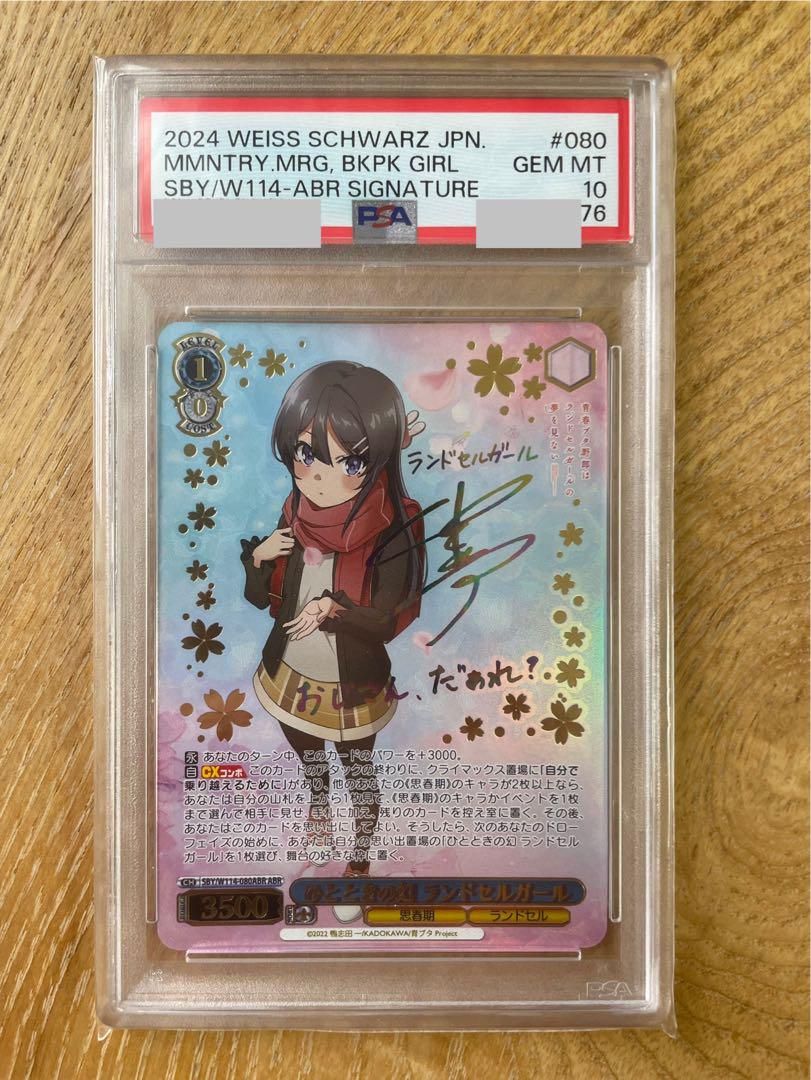 2024 WEISS SCHWARZ JPN. #080
MMNTRY.MRG, BKPK GIRL GEM MT
SBY/W114-ABR SIGNATURE 10
PSA 76
LEVEL
1
0
COST
青春ブタ野郎は
ランドセルガールの
夢を見ない
ランドセルガール
おじさん、だぁれ?
永 あなたのターン中、このカードのパワーを+3000。
自 CXコンボ このカードのアタックの終わりに、クライマックス置場に「自分で
乗り越えるために」があり、他のあなたの《思春期》のキャラが2枚以上なら、
あなたは自分の山札を上から1枚見て、《思春期》のキャラかイベントを1枚
まで選んで相手に見せ、手札に加え、残りのカードを控え室に置く。その後、
あなたはこのカードを思い出にしてよい。そうしたら、次のあなたのドロー
フェイズの始めに、あなたは自分の思い出置場の「ひとときの幻 ランドセル
ガール」を1枚選び、舞台の好きな枠に置く。
CH SBY/W114-080ABR ABR
ひとときの幻 ランドセルガール
3500
思春期 ランドセル
©2022 鴨志田 一/KADOKAWA/青ブタ Project
PSA